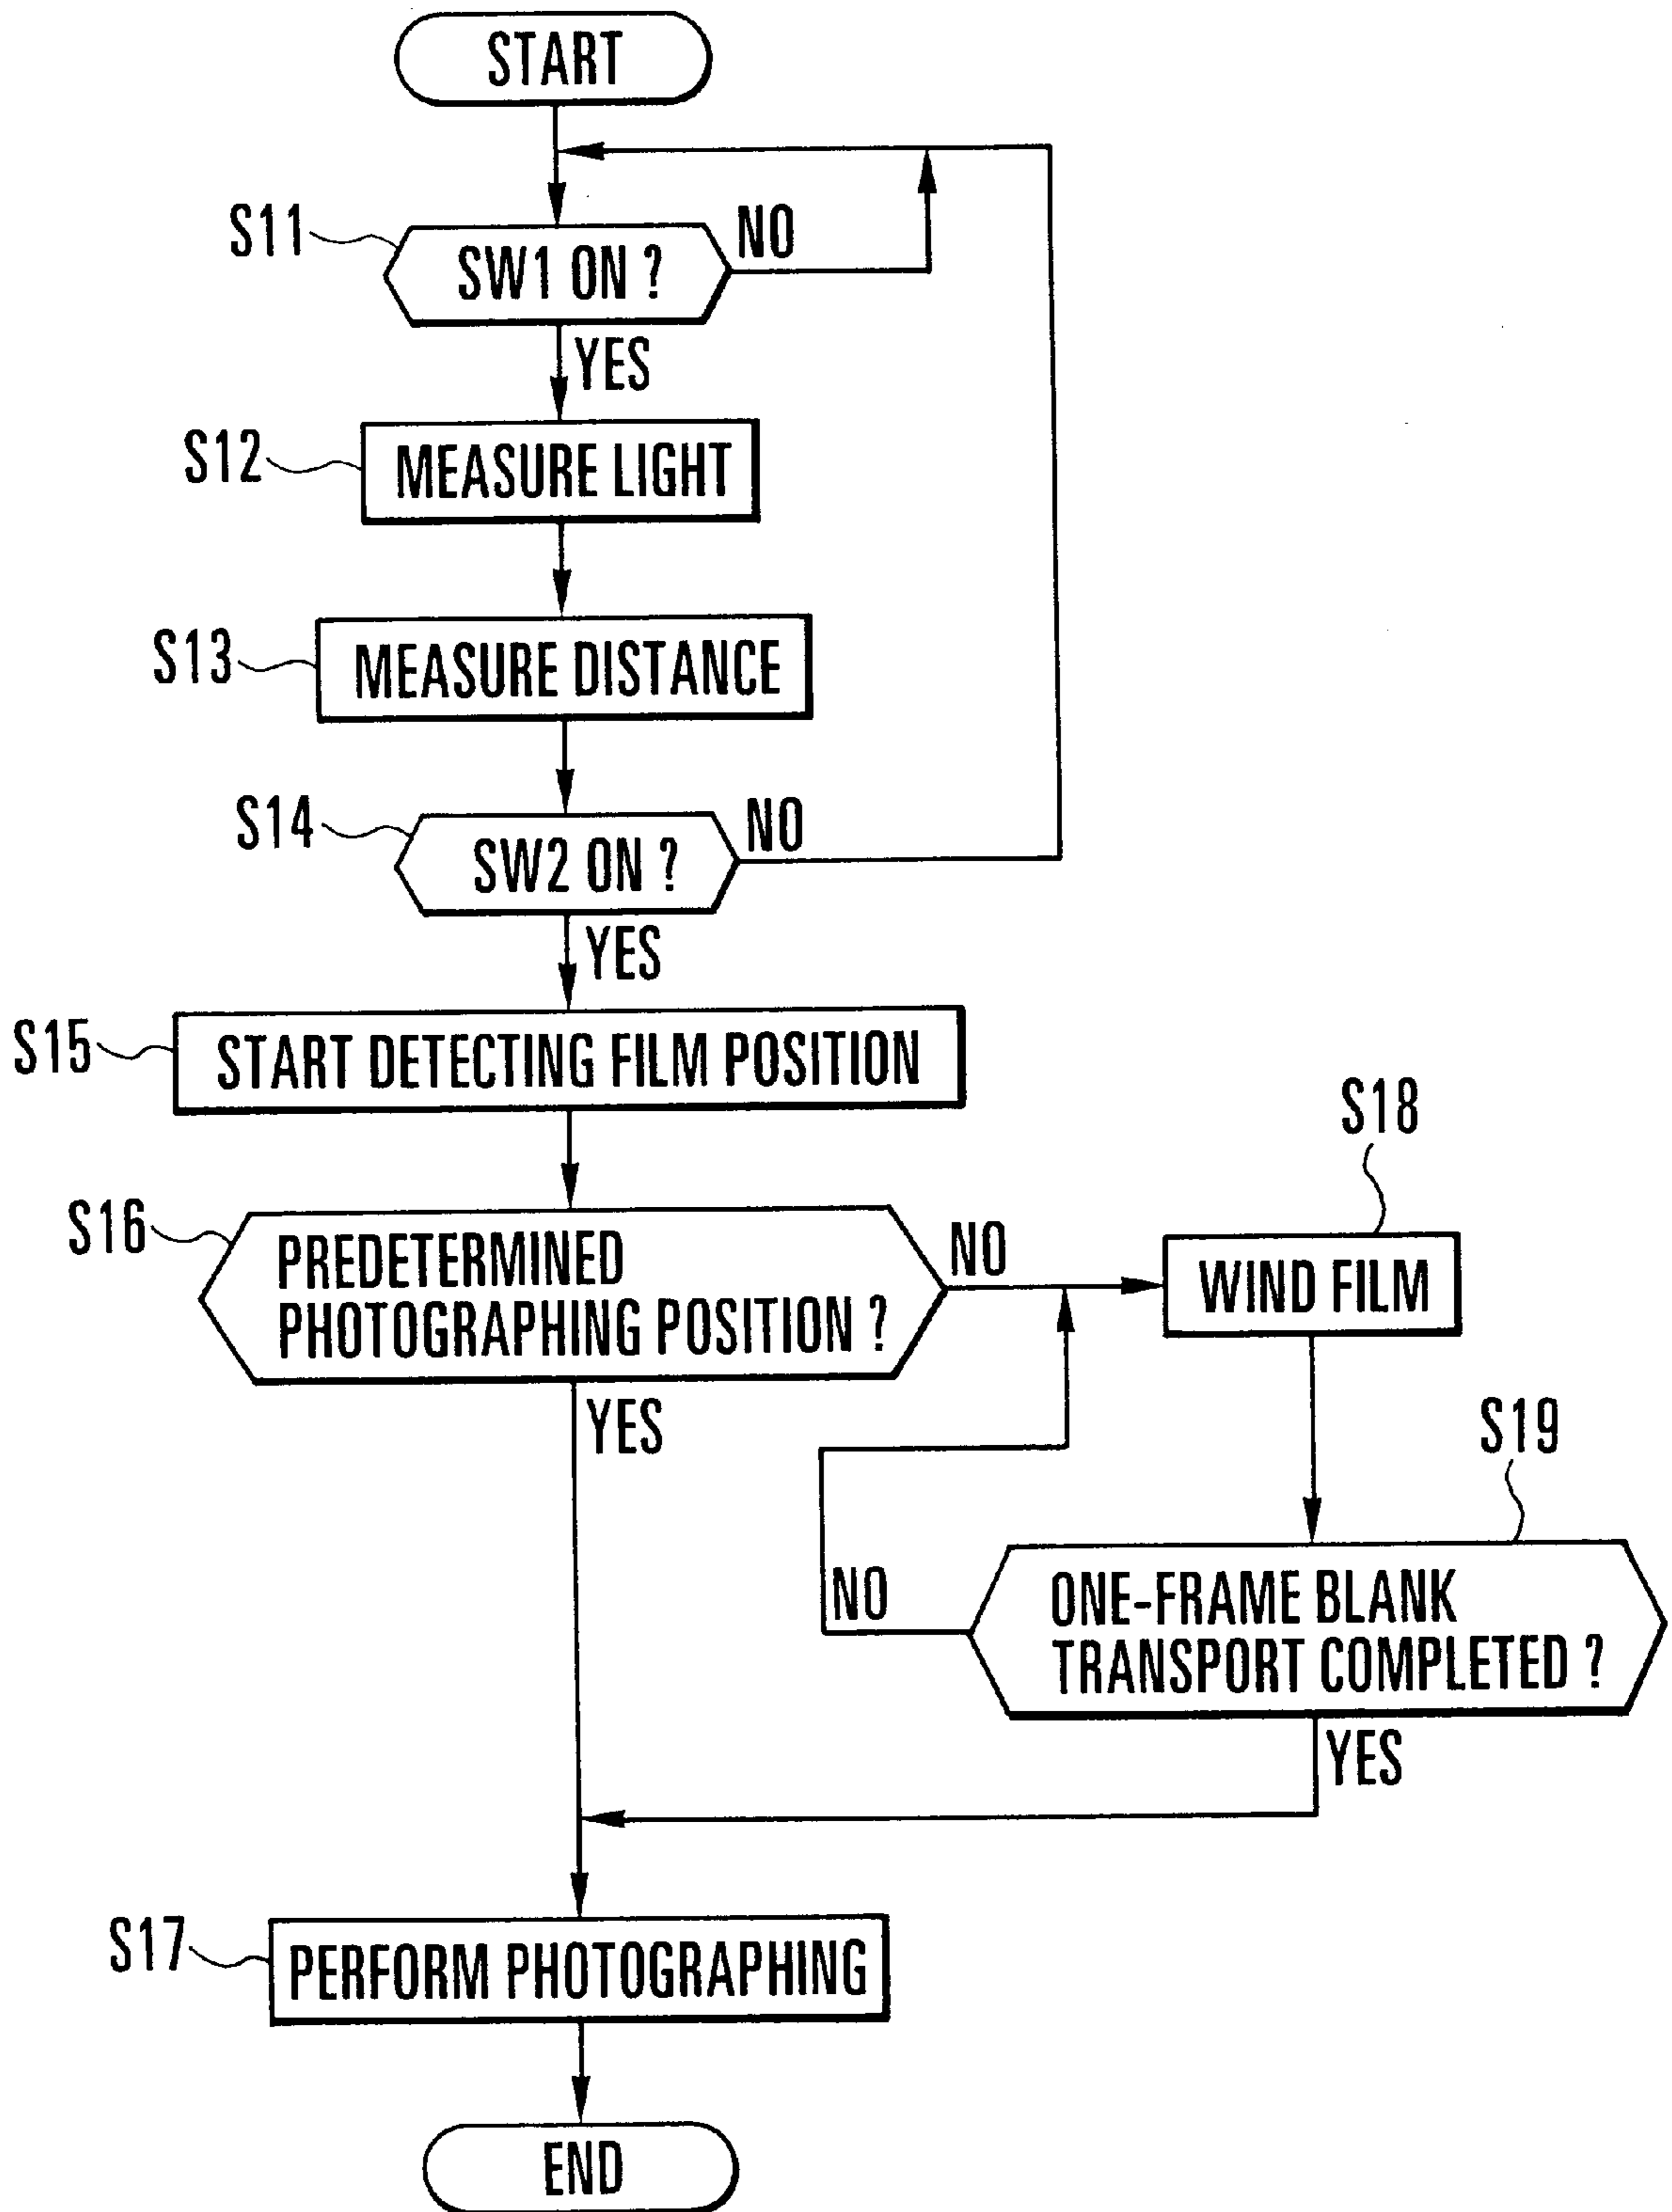 START
S11
SW1 ON ?
NO
YES
S12
MEASURE LIGHT
S13
MEASURE DISTANCE
S14
SW2 ON ?
NO
YES
S15
START DETECTING FILM POSITION
S16
PREDETERMINED
PHOTOGRAPHING POSITION ?
NO
YES
S18
WIND FILM
S19
ONE-FRAME BLANK
TRANSPORT COMPLETED ?
NO
YES
S17
PERFORM PHOTOGRAPHING
END